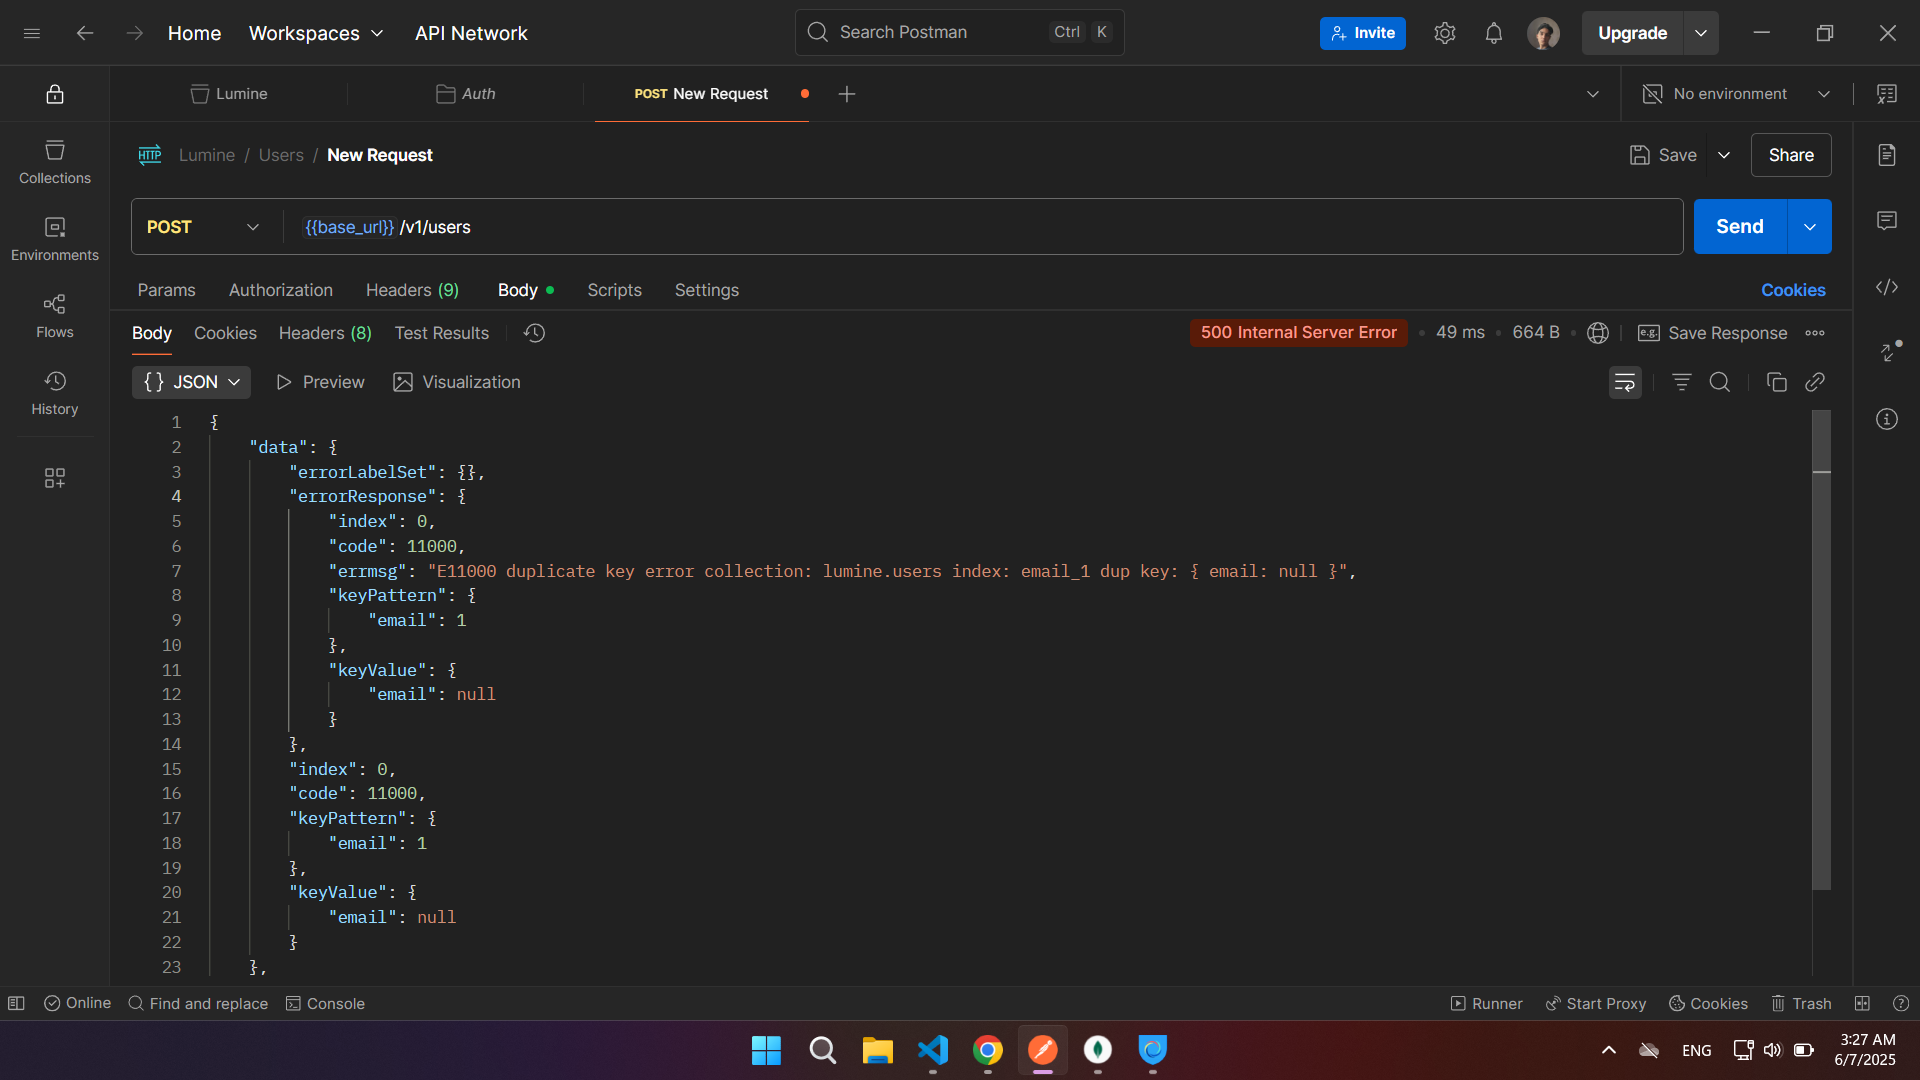 Home Workspaces API Network Search Postman Ctrl K Invite Upgrade
Lumine Auth POST New Request No environment
HTTP Lumine / Users / New Request Save Share
Collections
POST {{base_url}} /v1/users Send
Environments
Params Authorization Headers (9) Body Scripts Settings Cookies
Flows
Body Cookies Headers (8) Test Results 500 Internal Server Error • 49 ms • 664 B • e.g. Save Response
{} JSON Preview Visualization
History
1 {
2 "data": {
3 "errorLabelSet": {},
4 "errorResponse": {
5 "index": 0,
6 "code": 11000,
7 "errmsg": "E11000 duplicate key error collection: lumine.users index: email_1 dup key: { email: null }",
8 "keyPattern": {
9 "email": 1
10 },
11 "keyValue": {
12 "email": null
13 }
14 },
15 "index": 0,
16 "code": 11000,
17 "keyPattern": {
18 "email": 1
19 },
20 "keyValue": {
21 "email": null
22 }
23 },
Online Find and replace Console Runner Start Proxy Cookies Trash
ENG 3:27 AM
6/7/2025